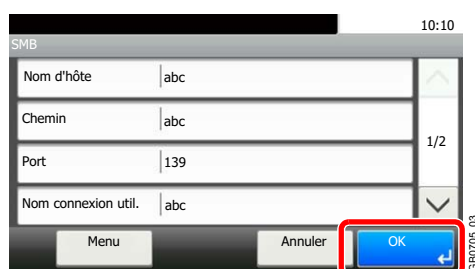 10:10
SMB
Nom d'hôte abc
Chemin abc
1/2
Port 139
Nom connexion util. abc
Menu Annuler OK
GB0705_03